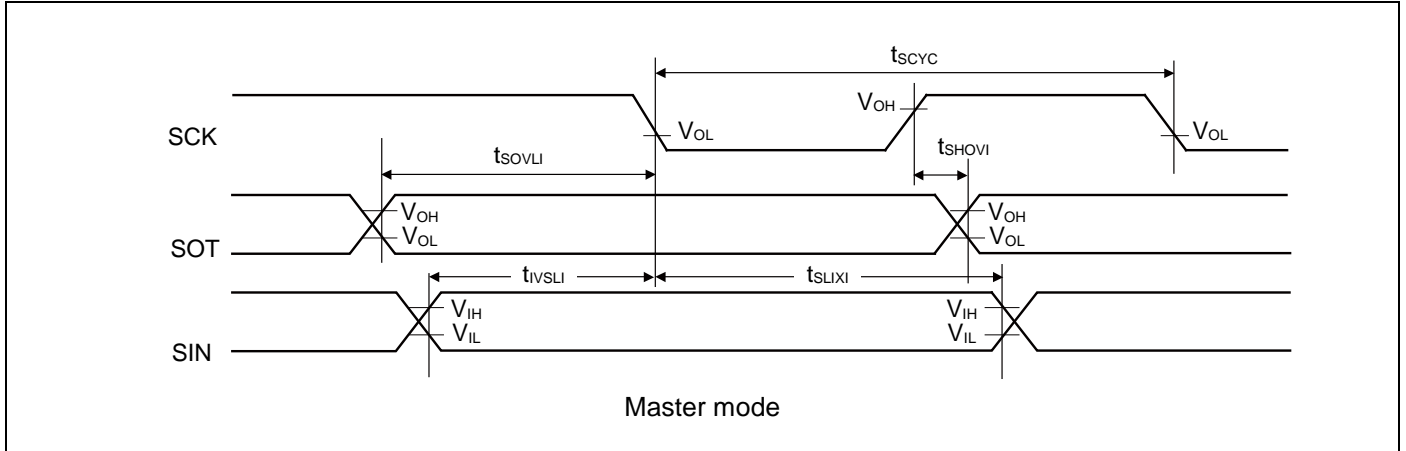 tSCYC
VOH
SCK
VOL
VOL
tSOVLI
tSHOVI
VOH
VOH
SOT
VOL
VOL
tIVSLI
tSLIXI
VIH
VIH
VIL
VIL
SIN
Master mode